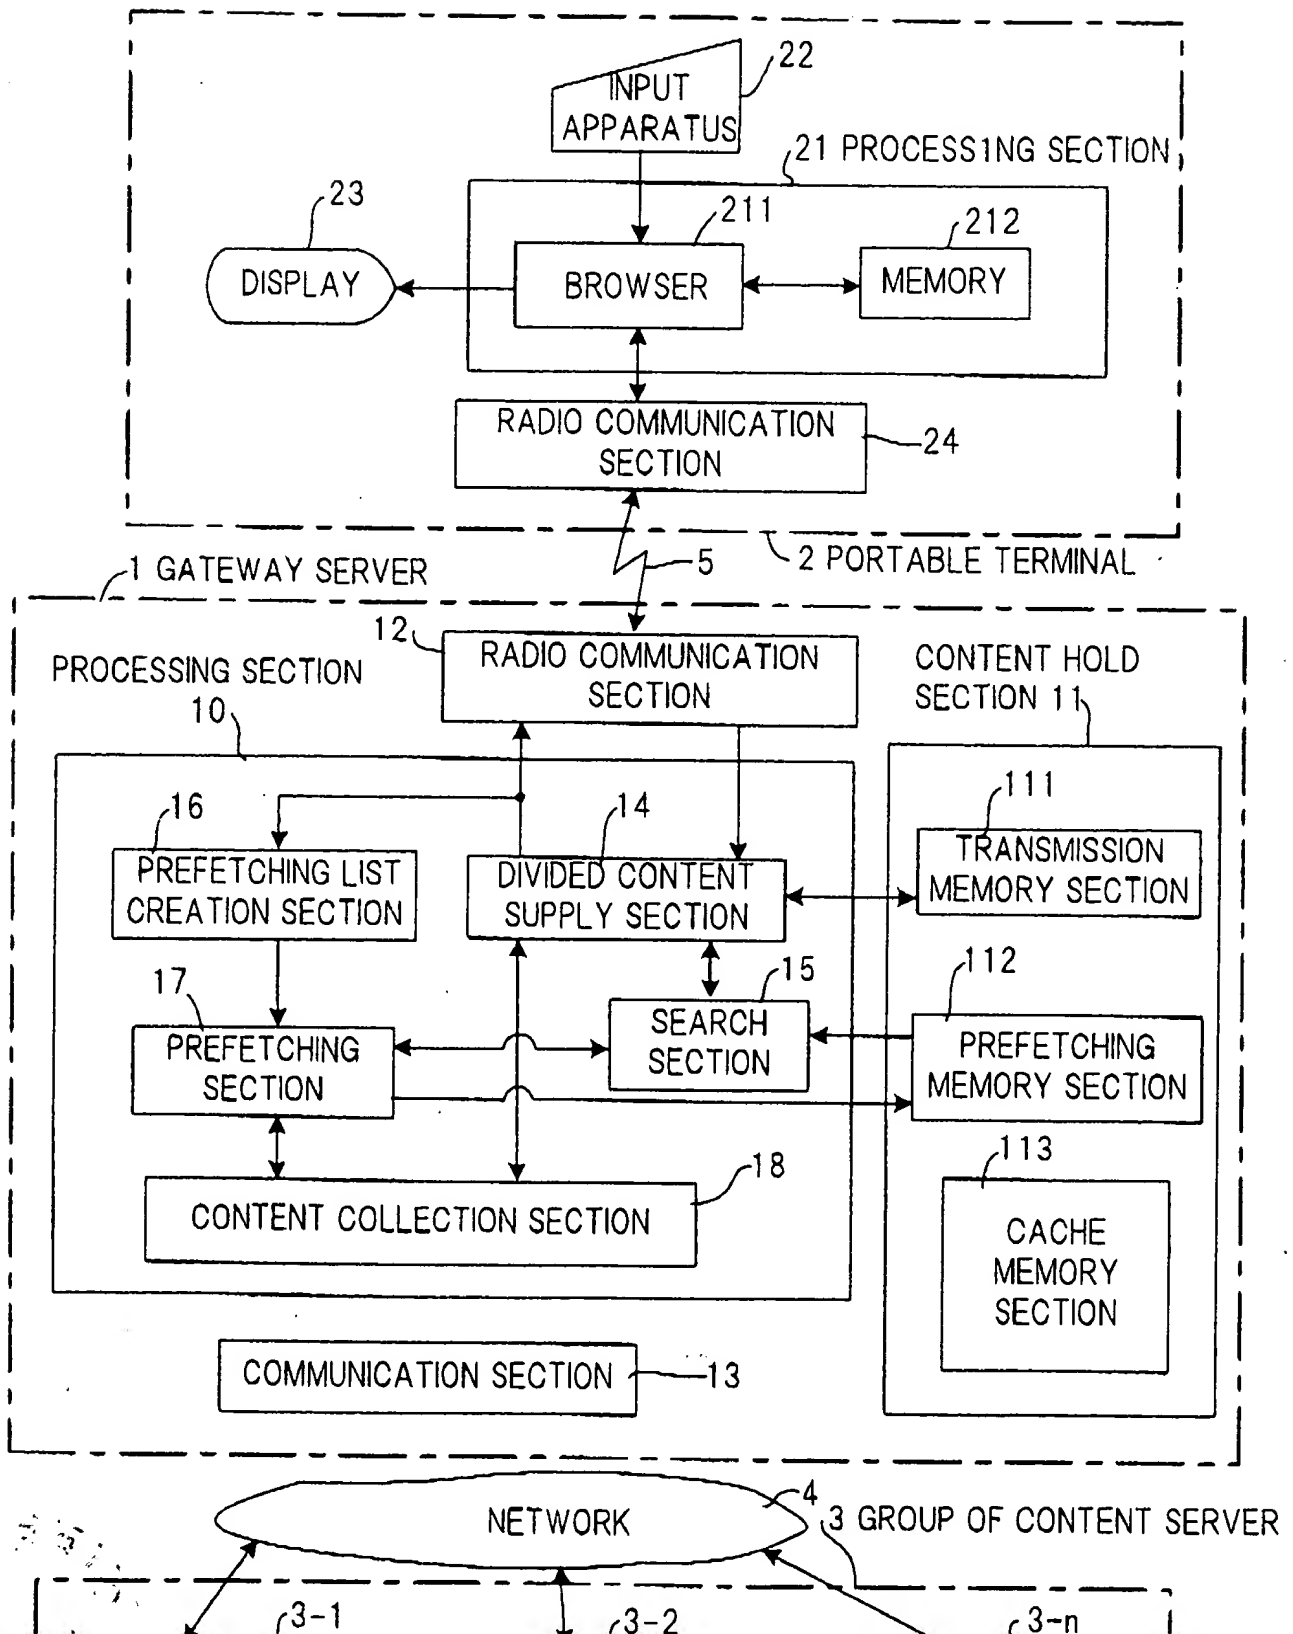 22
INPUT
APPARATUS
21 PROCESS1NG SECTION
23
211
212
DISPLAY
BROWSER
MEMORY
RADIO COMMUNICATION
SECTION
24
5
2 PORTABLE TERMINAL
1 GATEWAY SERVER
12
RADIO COMMUNICATION
SECTION
PROCESSING SECTION
10
CONTENT HOLD
SECTION 11
16
14
111
PREFETCHING LIST
CREATION SECTION
DIVIDED CONTENT
SUPPLY SECTION
TRANSMISSION
MEMORY SECTION
17
15
112
PREFETCHING
SECTION
SEARCH
SECTION
PREFETCHING
MEMORY SECTION
18
113
CONTENT COLLECTION SECTION
CACHE
MEMORY
SECTION
COMMUNICATION SECTION
13
NETWORK
4
3 GROUP OF CONTENT SERVER
3-1
3-2
3-n